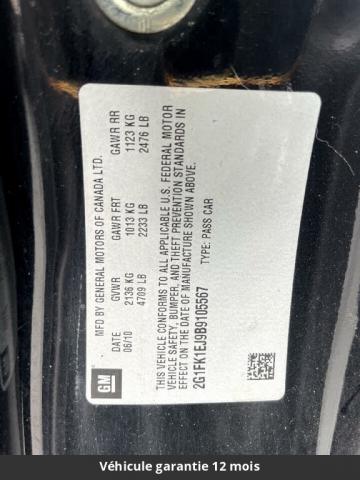 MFD BY GENERAL MOTORS OF CANADA LTD.
DATE GVWR GAWR FRT GAWR RR
06/10 2136 KG 1013 KG 1123 KG
4709 LB 2233 LB 2476 LB
THIS VEHICLE CONFORMS TO ALL APPLICABLE U.S. FEDERAL MOTOR
VEHICLE SAFETY, BUMPER, AND THEFT PREVENTION STANDARDS IN
EFFECT ON THE DATE OF MANUFACTURE SHOWN ABOVE.
2G1FK1EJ9B9105567 TYPE: PASS CAR
GM
Véhicule garantie 12 mois